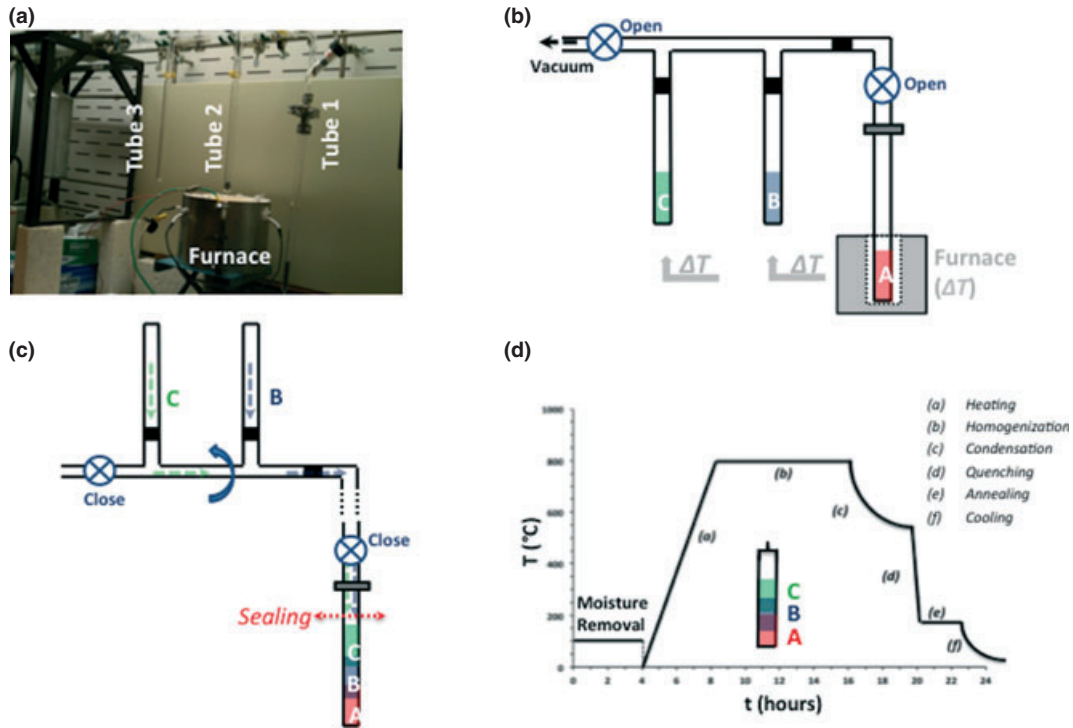 (a)
Tube 3
Tube 2
Tube 1
Furnace
(b)
Open
Vacuum
Open
C
B
A
ΔT
ΔT
Furnace
(ΔT)
(c)
C
B
Close
Close
Sealing
C
B
A
(d)
1000
800
600
400
200
0
T (°C)
0 2 4 6 8 10 12 14 16 18 20 22 24
t (hours)
Moisture
Removal
(a)
(b)
(c)
(d)
(e)
(f)
C
B
A
(a) Heating
(b) Homogenization
(c) Condensation
(d) Quenching
(e) Annealing
(f) Cooling